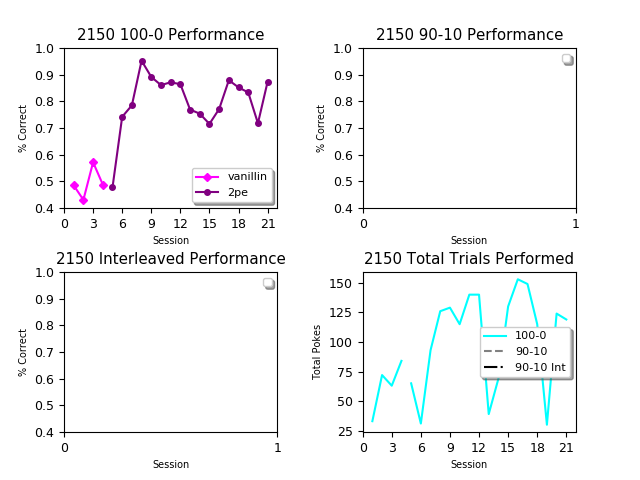 2150 100-0 Performance
1.0
0.9
0.8
0.7
0.6
0.5
0.4
% Correct
vanillin
2pe
0 3 6 9 12 15 18 21
Session
2150 90-10 Performance
1.0
0.9
0.8
0.7
0.6
0.5
0.4
% Correct
0 1
Session
2150 Interleaved Performance
1.0
0.9
0.8
0.7
0.6
0.5
0.4
% Correct
0 1
Session
2150 Total Trials Performed
150
125
100
75
50
25
Total Pokes
100-0
90-10
90-10 Int
0 3 6 9 12 15 18 21
Session